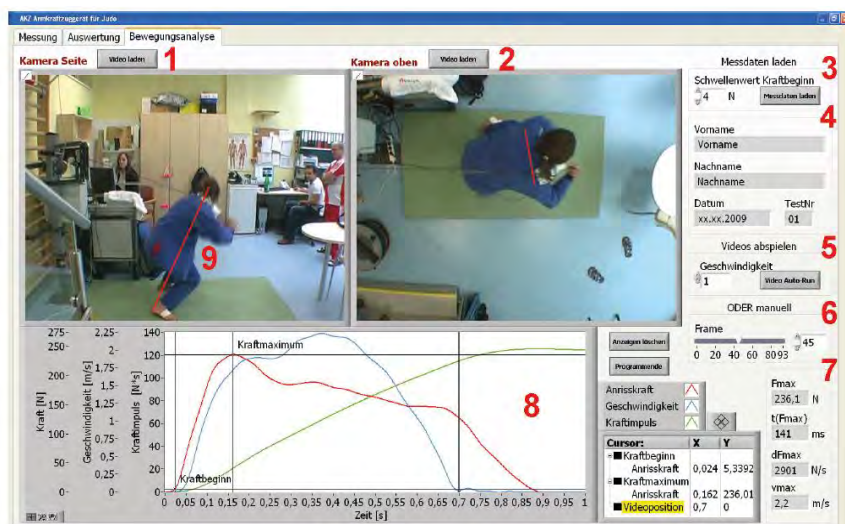 AKZ Armkraftzuggerät für Judo
Messung Auswertung Bewegungsanalyse
Kamera Seite Video laden 1
Kamera oben Video laden 2
Messdaten laden 3
Schwellenwert Kraftbeginn
4 N Messdaten laden
4
Vorname
Vorname
Nachname
Nachname
Datum TestNr
xx.xx.2009 01
Videos abspielen 5
Geschwindigkeit
1 Video Auto-Run
ODER manuell 6
Frame
45
0 20 40 60 80 93
7
9
Anzeigen löschen
Programmende
Fmax
236,1 N
t(Fmax)
141 ms
dFmax
2901 N/s
vmax
2,2 m/s
Anrisskraft
Geschwindigkeit
Kraftimpuls
Cursor: X Y
Kraftbeginn
Anrisskraft 0,024 5,3392
Kraftmaximum
Anrisskraft 0,162 236,01
Videoposition 0,7 0
Kraft [N]
275-
250-
200-
150-
100-
50-
0-
Geschwindigkeit [m/s]
2,25-
2-
1,75-
1,5-
1,25-
1-
0,75-
0,5-
0,25-
0-
Kraftimpuls [N*s]
140-
120-
100-
80-
60-
40-
20-
0-
Kraftmaximum
Kraftbeginn
8
0 0,05 0,1 0,15 0,2 0,25 0,3 0,35 0,4 0,45 0,5 0,55 0,6 0,65 0,7 0,75 0,8 0,85 0,9 0,95 1
Zeit [s]